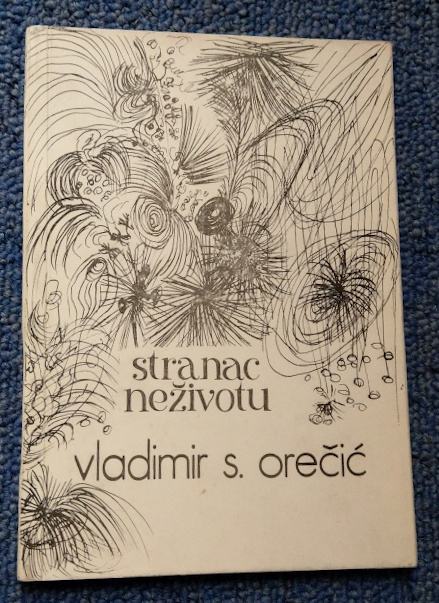 stranac
neživotu
vladimir s. orečić